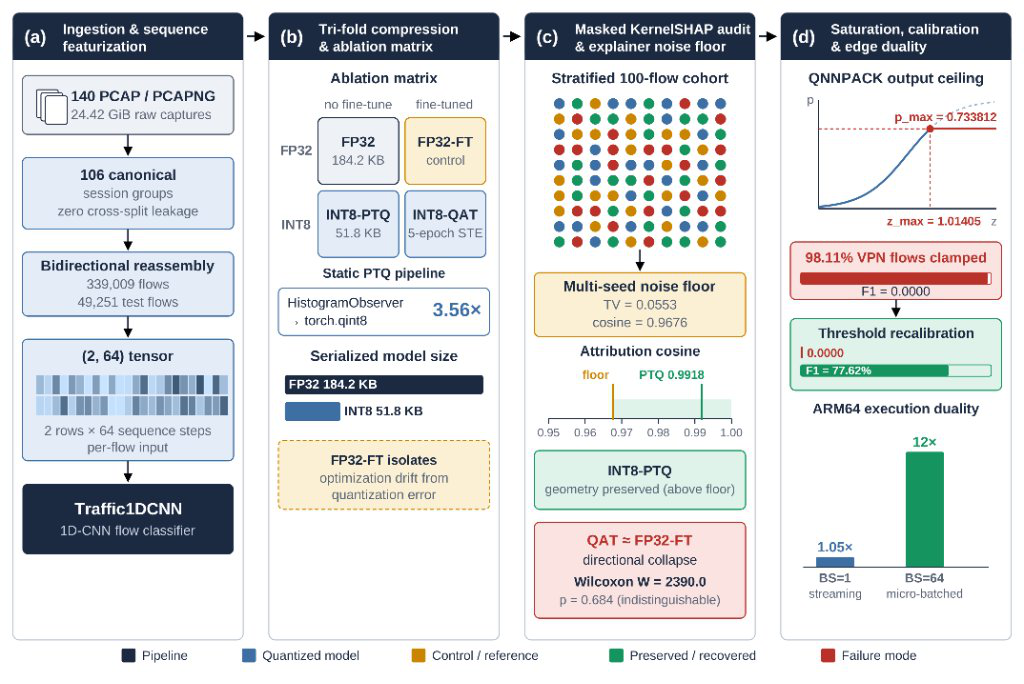 (a) Ingestion & sequence
featurization
140 PCAP / PCAPNG
24.42 GiB raw captures
106 canonical
session groups
zero cross-split leakage
Bidirectional reassembly
339,009 flows
49,251 test flows
(2, 64) tensor
2 rows × 64 sequence steps
per-flow input
Traffic1DCNN
1D-CNN flow classifier
(b) Tri-fold compression
& ablation matrix
Ablation matrix
no fine-tune fine-tuned
FP32
FP32
184.2 KB
FP32-FT
control
INT8
INT8-PTQ
51.8 KB
INT8-QAT
5-epoch STE
Static PTQ pipeline
HistogramObserver
→ torch.qint8
3.56×
Serialized model size
FP32 184.2 KB
INT8 51.8 KB
FP32-FT isolates
optimization drift from
quantization error
(c) Masked KernelSHAP audit
& explainer noise floor
Stratified 100-flow cohort
Multi-seed noise floor
TV = 0.0553
cosine = 0.9676
Attribution cosine
floor PTQ 0.9918
0.95 0.96 0.97 0.98 0.99 1.00
INT8-PTQ
geometry preserved (above floor)
QAT ≈ FP32-FT
directional collapse
Wilcoxon W = 2390.0
p = 0.684 (indistinguishable)
(d) Saturation, calibration
& edge duality
QNNPACK output ceiling
p
p_max = 0.733812
z_max = 1.01405 z
98.11% VPN flows clamped
F1 = 0.0000
Threshold recalibration
0.0000
F1 = 77.62%
ARM64 execution duality
12×
1.05×
BS=1
streaming
BS=64
micro-batched
Pipeline Quantized model Control / reference Preserved / recovered Failure mode